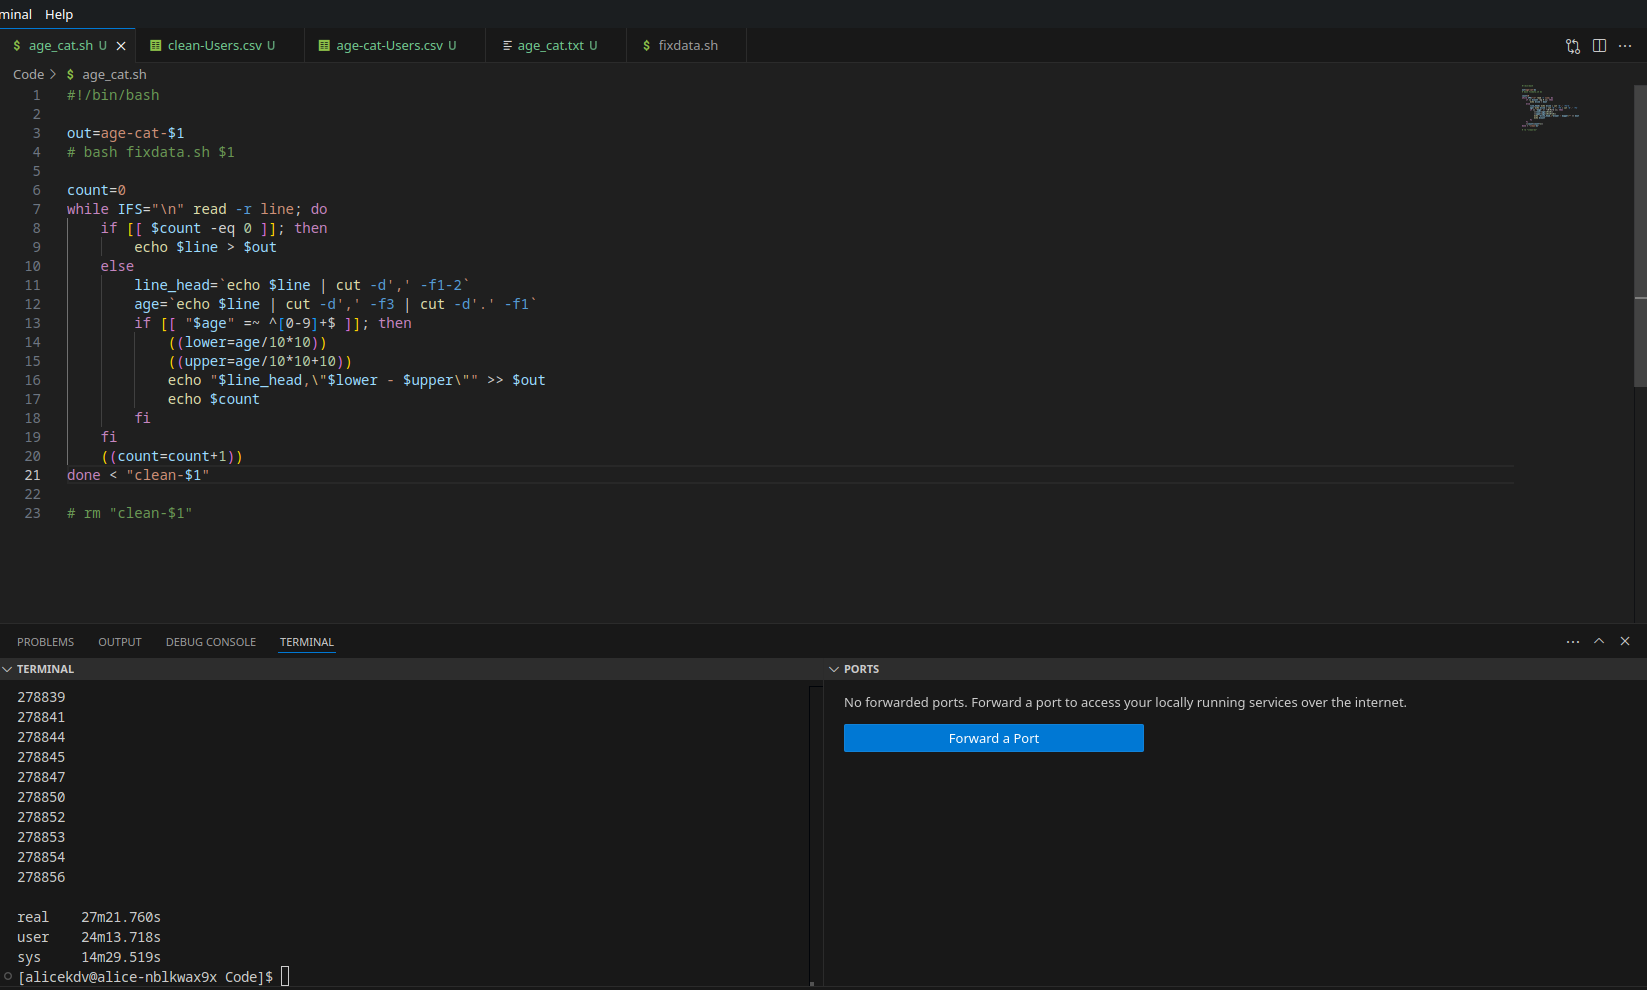 minal Help
$ age_cat.sh U
clean-Users.csv U
age-cat-Users.csv U
age_cat.txt U
$ fixdata.sh
Code > $ age_cat.sh
1 #!/bin/bash
2
3 out=age-cat-$1
4 # bash fixdata.sh $1
5
6 count=0
7 while IFS="\n" read -r line; do
8 if [[ $count -eq 0 ]]; then
9 echo $line > $out
10 else
11 line_head=`echo $line | cut -d',' -f1-2`
12 age=`echo $line | cut -d',' -f3 | cut -d'.' -f1`
13 if [[ "$age" =~ ^[0-9]+$ ]]; then
14 ((lower=age/10*10))
15 ((upper=age/10*10+10))
16 echo "$line_head,\"$lower - $upper\"" >> $out
17 echo $count
18 fi
19 fi
20 ((count=count+1))
21 done < "clean-$1"
22
23 # rm "clean-$1"
PROBLEMS OUTPUT DEBUG CONSOLE TERMINAL
TERMINAL
278839
278841
278844
278845
278847
278850
278852
278853
278854
278856
real 27m21.760s
user 24m13.718s
sys 14m29.519s
[alicekdv@alice-nblkwax9x Code]$
PORTS
No forwarded ports. Forward a port to access your locally running services over the internet.
Forward a Port